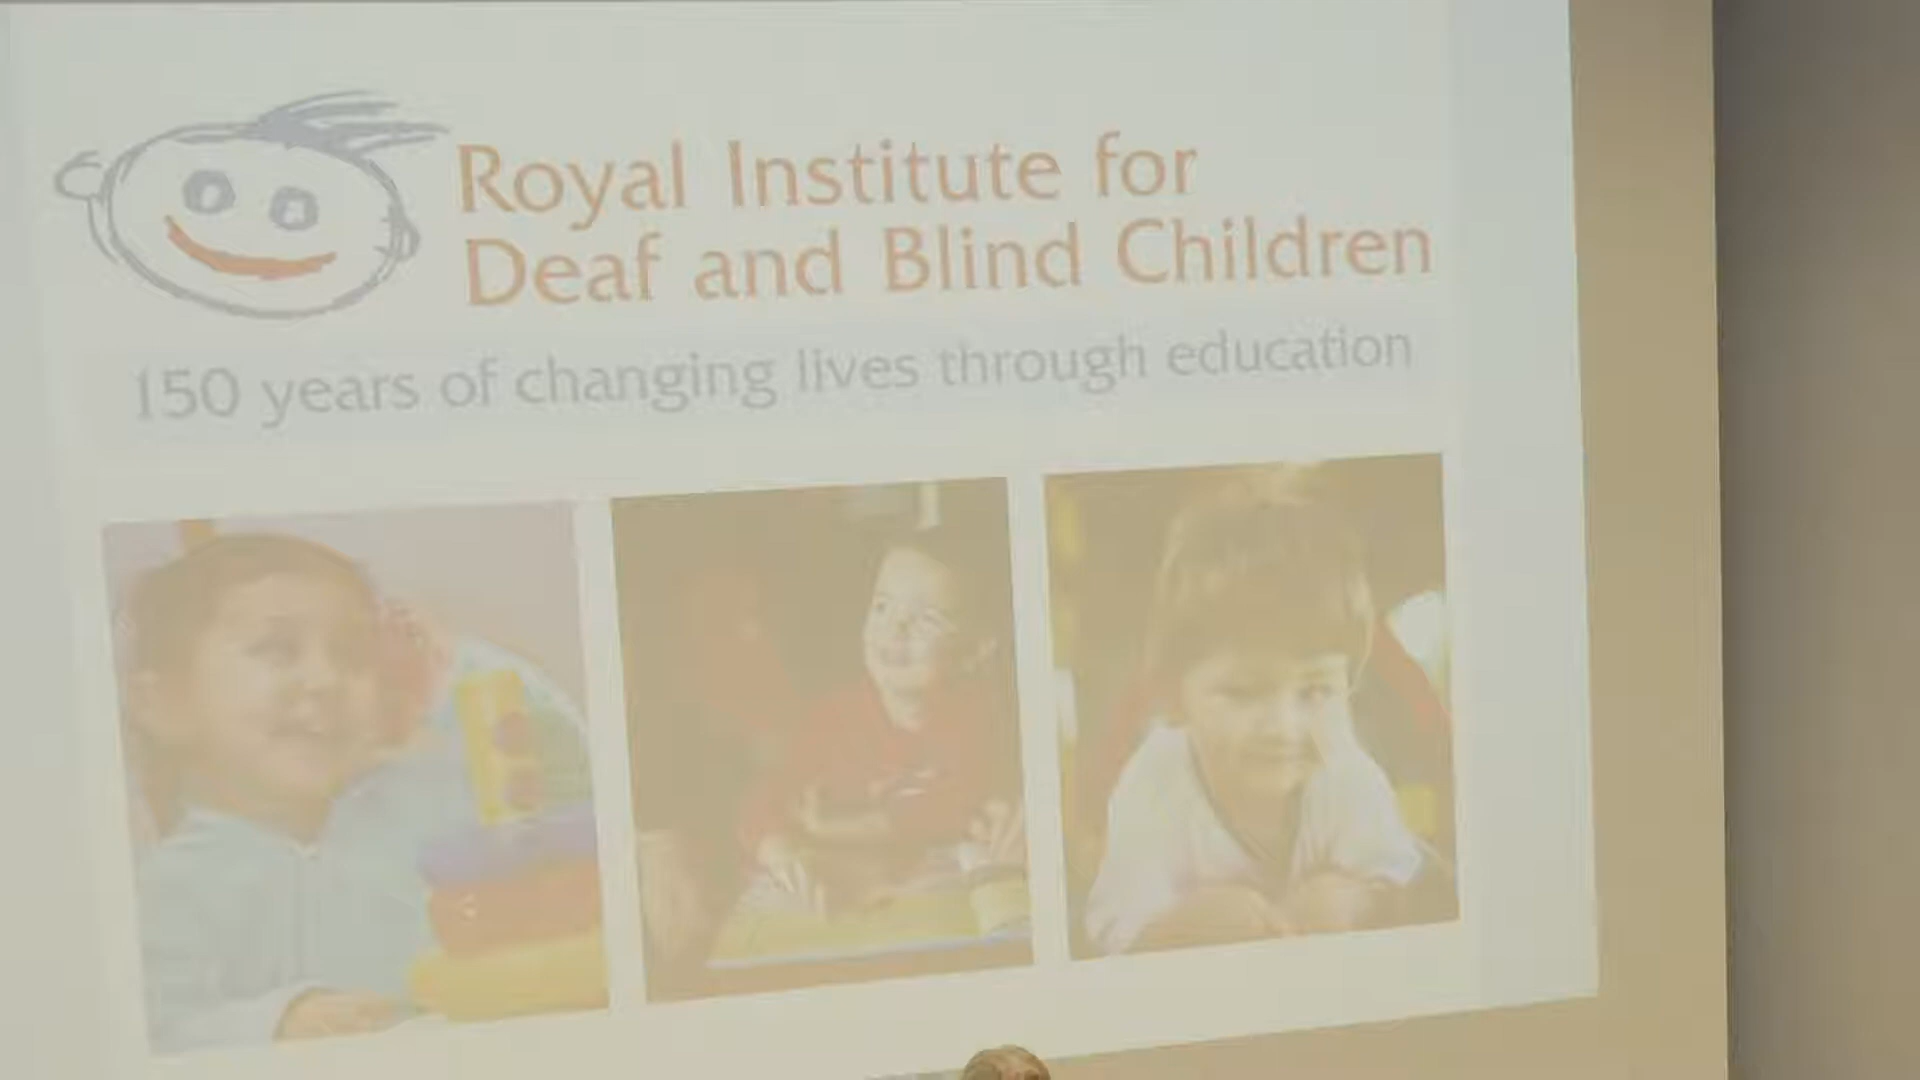 Royal Institute for
Deaf and Blind Children
150 years of changing lives through education